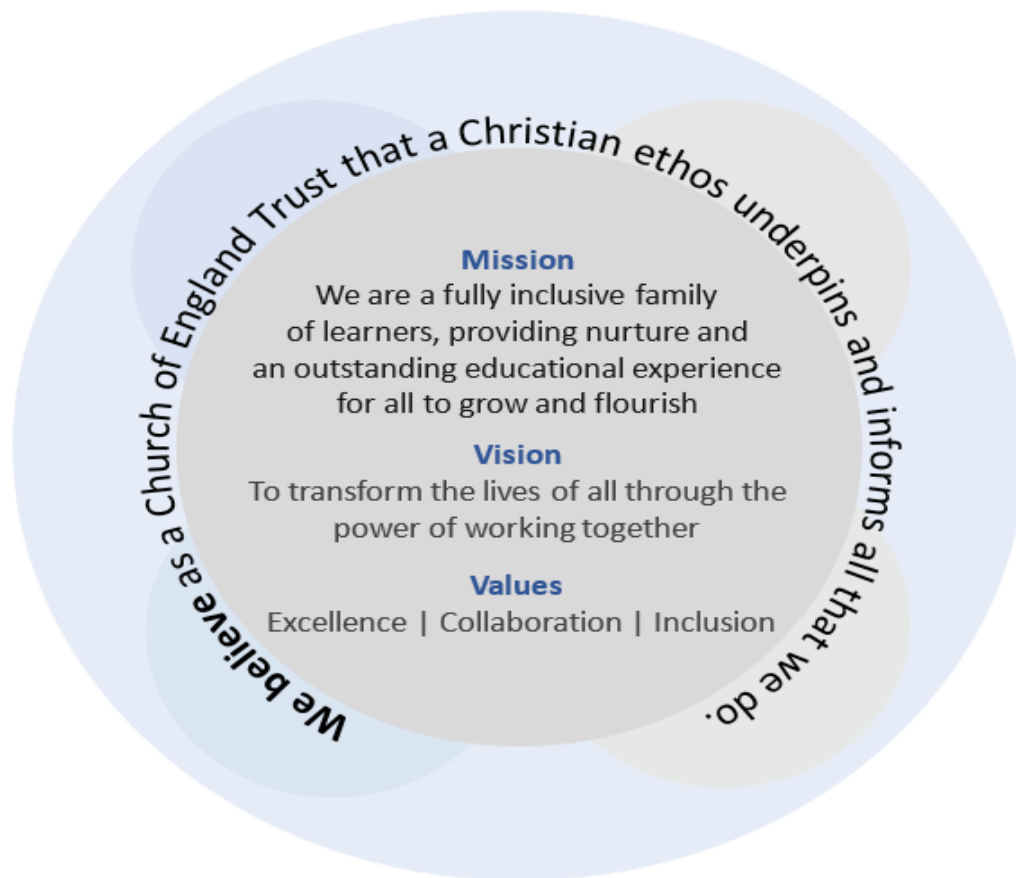 We believe as a Church of England Trust that a Christian ethos underpins and informs all that we do.
Mission
We are a fully inclusive family
of learners, providing nurture and
an outstanding educational experience
for all to grow and flourish
Vision
To transform the lives of all through the
power of working together
Values
Excellence | Collaboration | Inclusion